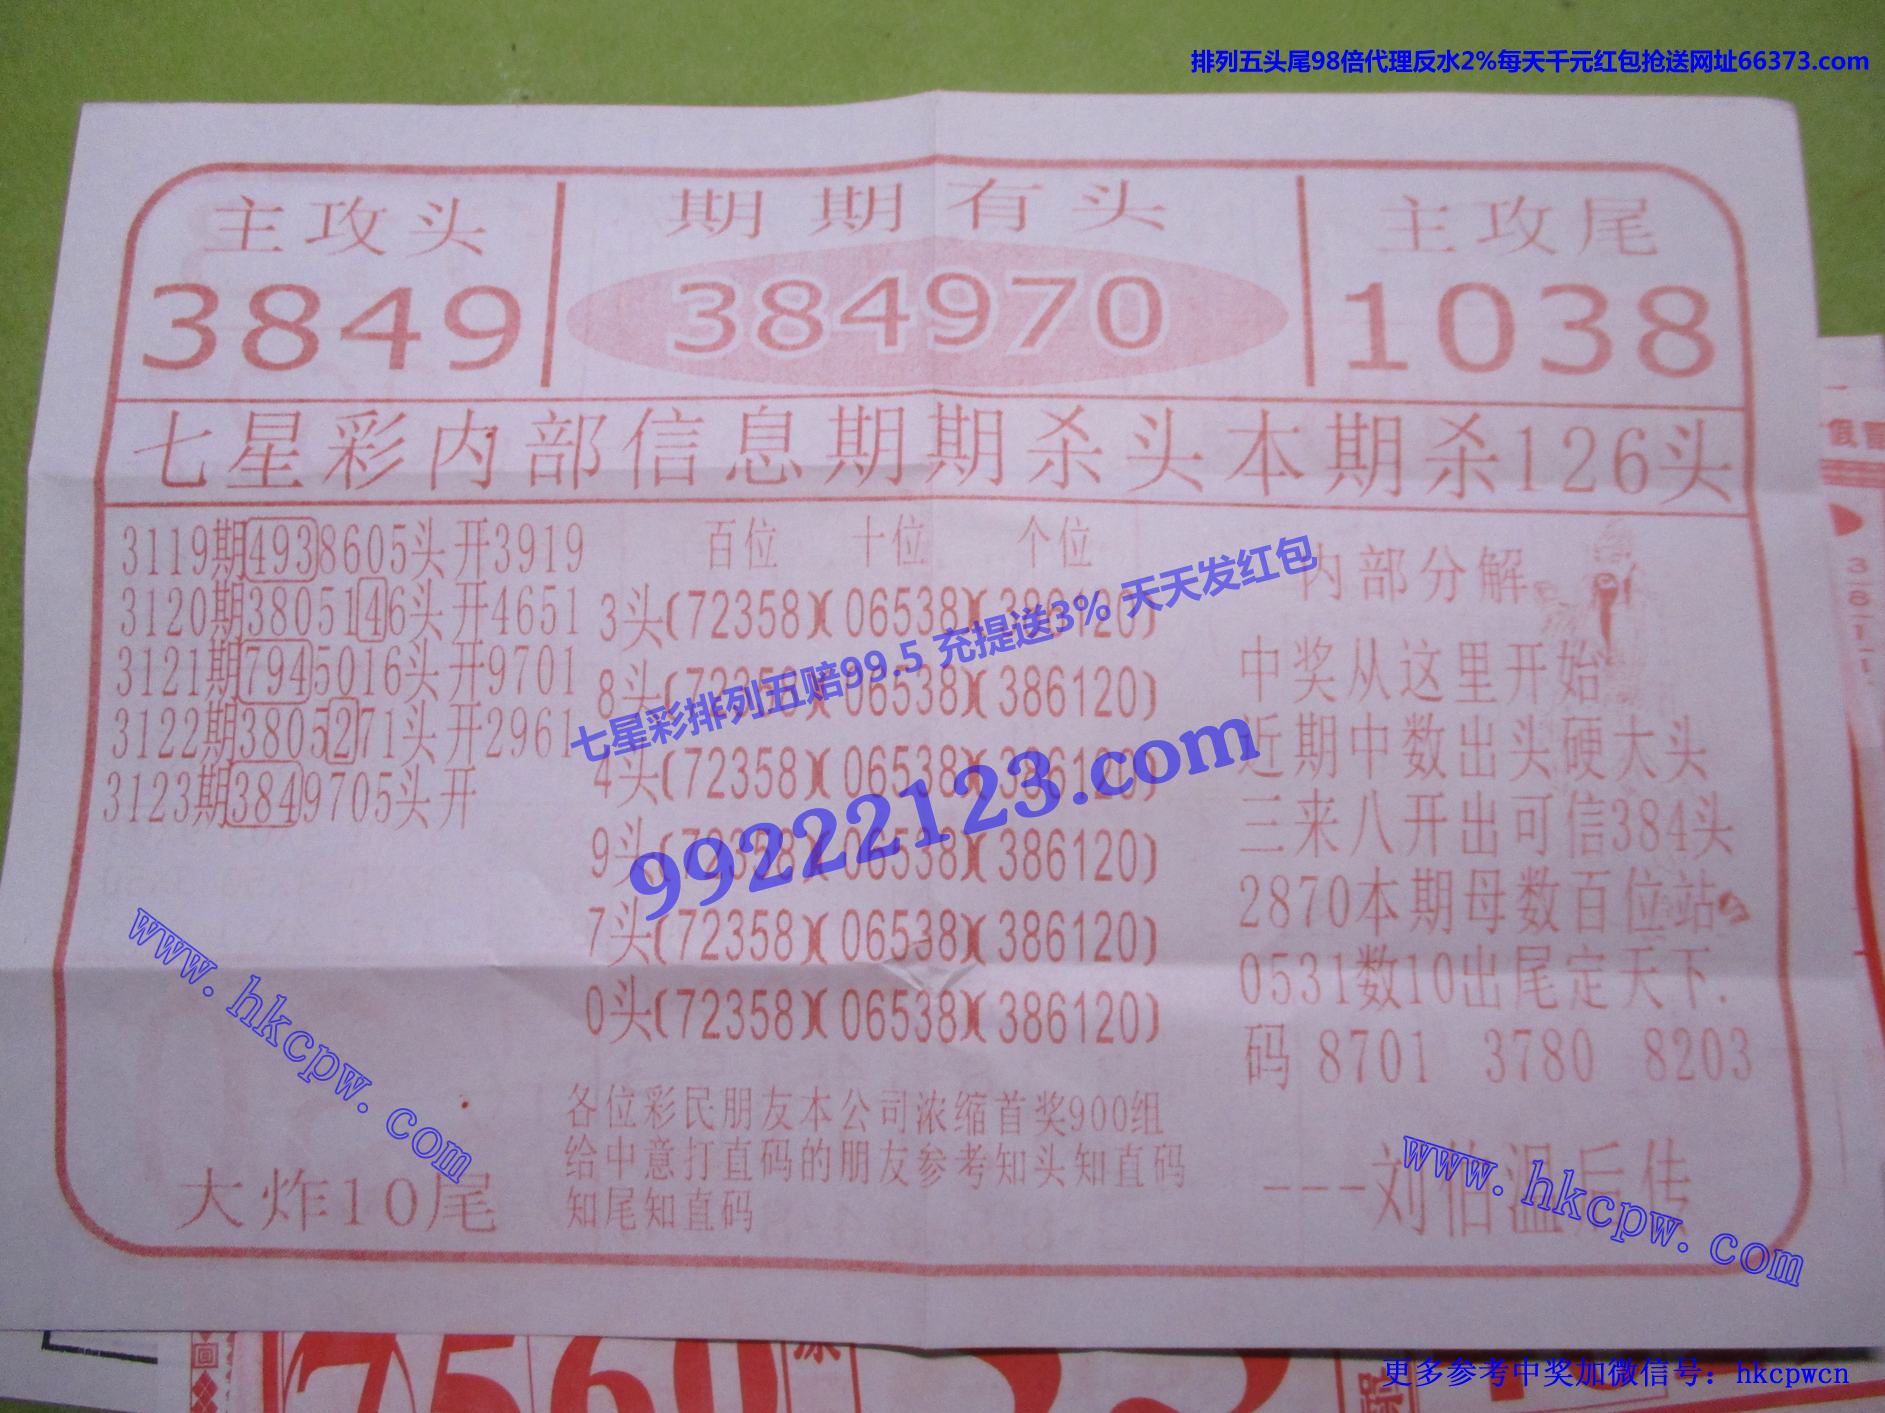 排列五头尾98倍代理反水2%每天千元红包抢送网址66373.com
主攻头
3849
期期有头
384970
主攻尾
1038
七星彩内部信息期期杀头本期杀126头
3119期4938605头开3919
3120期3805146头开4651
3121期7945016头开9701
3122期3805271头开2961
3123期3849705头开
大炸10尾
百位 十位 个位
3头(72358)(06538)(386120)
8头(72358)(06538)(386120)
4头(72358)(06538)(386120)
9头(72358)(06538)(386120)
7头(72358)(06538)(386120)
0头(72358)(06538)(386120)
各位彩民朋友本公司浓缩首奖900组
给中意打直码的朋友参考知头知直码
知尾知直码
内部分解
中奖从这里开始
近期中数出头硬大头
三来八开出可信384头
2870本期母数百位站
0531数10出尾定天下.
码 8701 3780 8203
---刘伯温后传
七星彩排列五赔99.5 充提送3% 天天发红包
99222123.com
www.hkcpw.com
www.hkcpw.com
7560
更多参考中奖加微信号：hkcpwcn